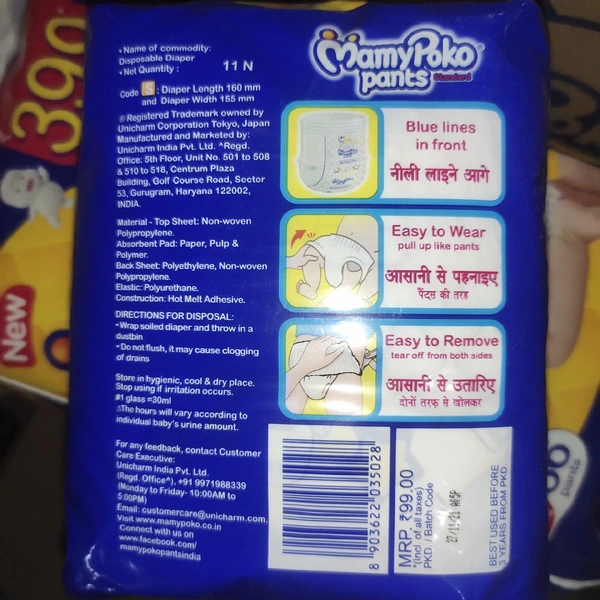 • Name of commodity:
Disposable Diaper
• Net Quantity : 11 N
Code S : Diaper Length 160 mm
and Diaper Width 155 mm
® Registered Trademark owned by
Unicharm Corporation Tokyo, Japan
Manufactured and Marketed by:
Unicharm India Pvt. Ltd. ^Regd.
Office: 5th Floor, Unit No. 501 to 508
& 510 to 518, Centrum Plaza
Building, Golf Course Road, Sector
53, Gurugram, Haryana 122002,
INDIA.
Material - Top Sheet: Non-woven
Polypropylene.
Absorbent Pad: Paper, Pulp &
Polymer.
Back Sheet: Polyethylene, Non-woven
Polypropylene.
Elastic: Polyurethane.
Construction: Hot Melt Adhesive.
DIRECTIONS FOR DISPOSAL:
• Wrap soiled diaper and throw in a
dustbin
• Do not flush, it may cause clogging
of drains
Store in hygienic, cool & dry place.
Stop using if irritation occurs.
#1 glass =30ml
∆The hours will vary according to
individual baby's urine amount.
For any feedback, contact Customer
Care Executive:
Unicharm India Pvt. Ltd.
(Regd. Office^), +91 9971988339
(Monday to Friday- 10:00AM to
5:00PM)
Email: customercare@unicharm.com.
Visit www.mamypoko.co.in
Connect with us on
www.facebook.com/
mamypokopantsindia
MamyPoko®
pants Standard
Blue lines
in front
नीली लाइने आगे
Easy to Wear
pull up like pants
आसानी से पहनाइए
पैंट्स की तरह
Easy to Remove
tear off from both sides
आसानी से उतारिए
दोनों तरफ से खोलकर
8 903622 035028
MRP. ₹99.00
*(Incl. of all taxes)
PKD. / Batch Code
BEST USED BEFORE
3 YEARS FROM PKD.
390
New
pants